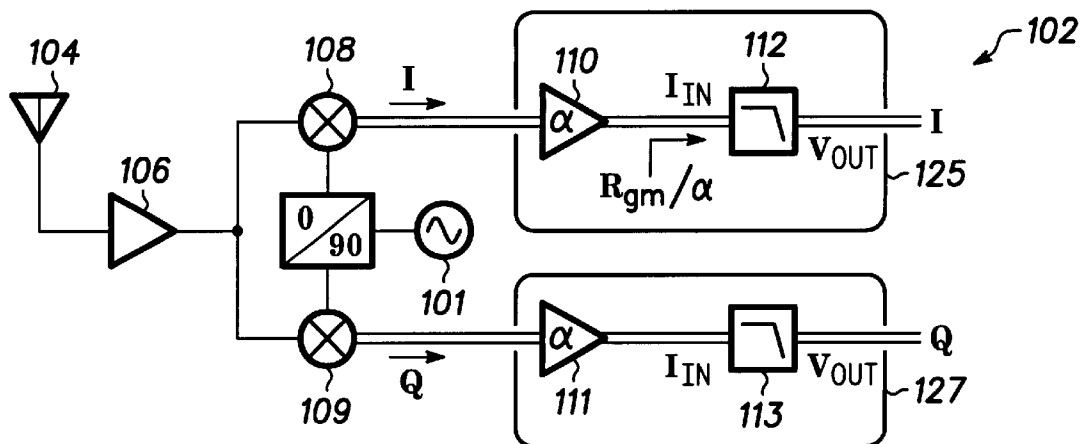 104
108
I
110
α
I_IN
112
I
V_OUT
R_gm/α
125
102
106
0
90
101
109
Q
α
111
I_IN
113
V_OUT
Q
127